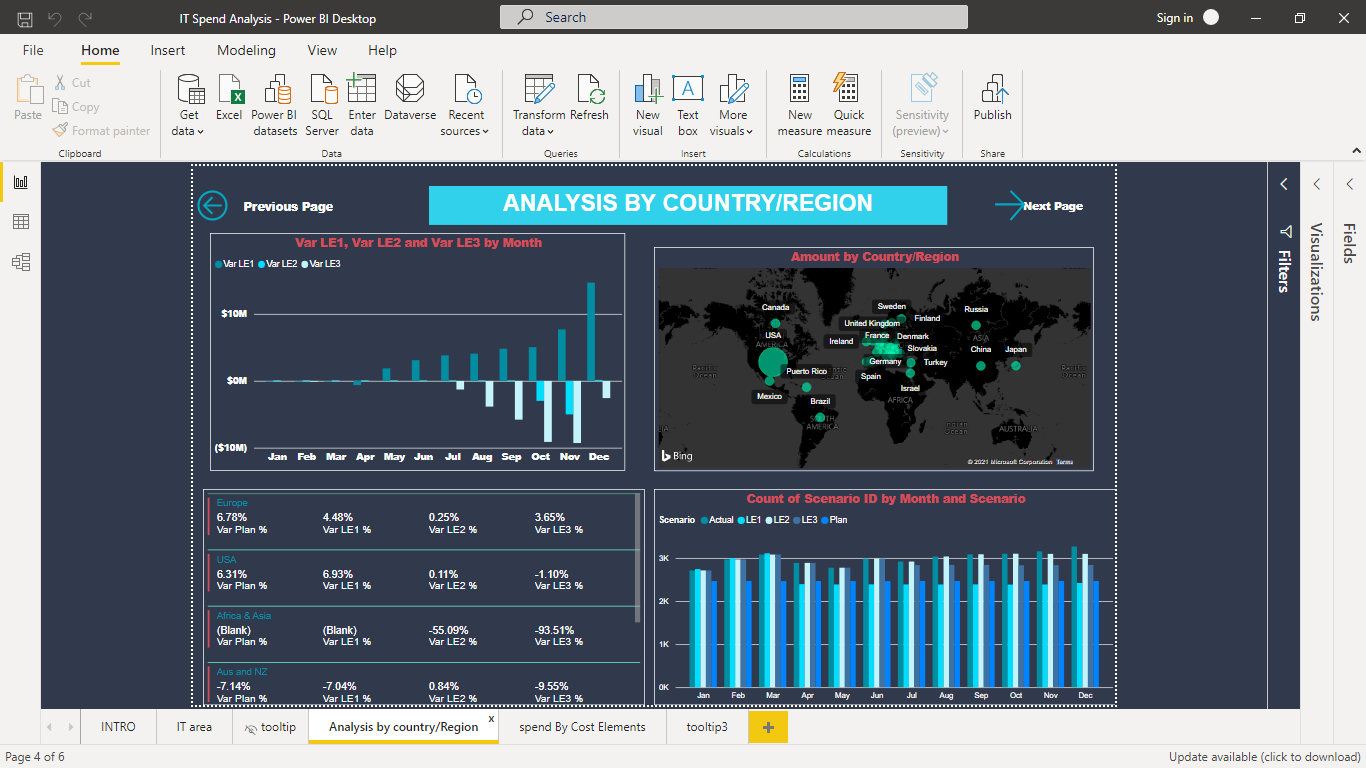 IT Spend Analysis - Power BI Desktop
Search
Sign in
File Home Insert Modeling View Help
Paste
Cut
Copy
Format painter
Clipboard
Get data
Excel
Power BI datasets
SQL Server
Enter data
Dataverse
Recent sources
Data
Transform data
Refresh
Queries
New visual
Text box
More visuals
Insert
New measure
Quick measure
Calculations
Sensitivity (preview)
Sensitivity
Publish
Share
Previous Page
ANALYSIS BY COUNTRY/REGION
Next Page
Var LE1, Var LE2 and Var LE3 by Month
Var LE1 Var LE2 Var LE3
$10M
$0M
($10M)
Jan Feb Mar Apr May Jun Jul Aug Sep Oct Nov Dec
Amount by Country/Region
Canada
Sweden
Russia
United Kingdom
Finland
USA
France
Denmark
AMERICA
Ireland
ASIA
Slovakia
China
Japan
Germany
Turkey
Puerto Rico
Pacific Ocean
Pacific Ocean
Spain
Israel
Mexico
Brazil
AFRICA
SOUTH AMERICA
Indian Ocean
AUSTRALIA
Bing
© 2021 Microsoft Corporation Terms
Europe
6.78% 4.48% 0.25% 3.65%
Var Plan % Var LE1 % Var LE2 % Var LE3 %
USA
6.31% 6.93% 0.11% -1.10%
Var Plan % Var LE1 % Var LE2 % Var LE3 %
Africa & Asia
(Blank) (Blank) -55.09% -93.51%
Var Plan % Var LE1 % Var LE2 % Var LE3 %
Aus and NZ
-7.14% -7.04% 0.84% -9.55%
Var Plan % Var LE1 % Var LE2 % Var LE3 %
Count of Scenario ID by Month and Scenario
Scenario Actual LE1 LE2 LE3 Plan
3K
2K
1K
0K
Jan Feb Mar Apr May Jun Jul Aug Sep Oct Nov Dec
Filters
Visualizations
Fields
INTRO
IT area
tooltip
Analysis by country/Region
x
spend By Cost Elements
tooltip3
+
Page 4 of 6
Update available (click to download)